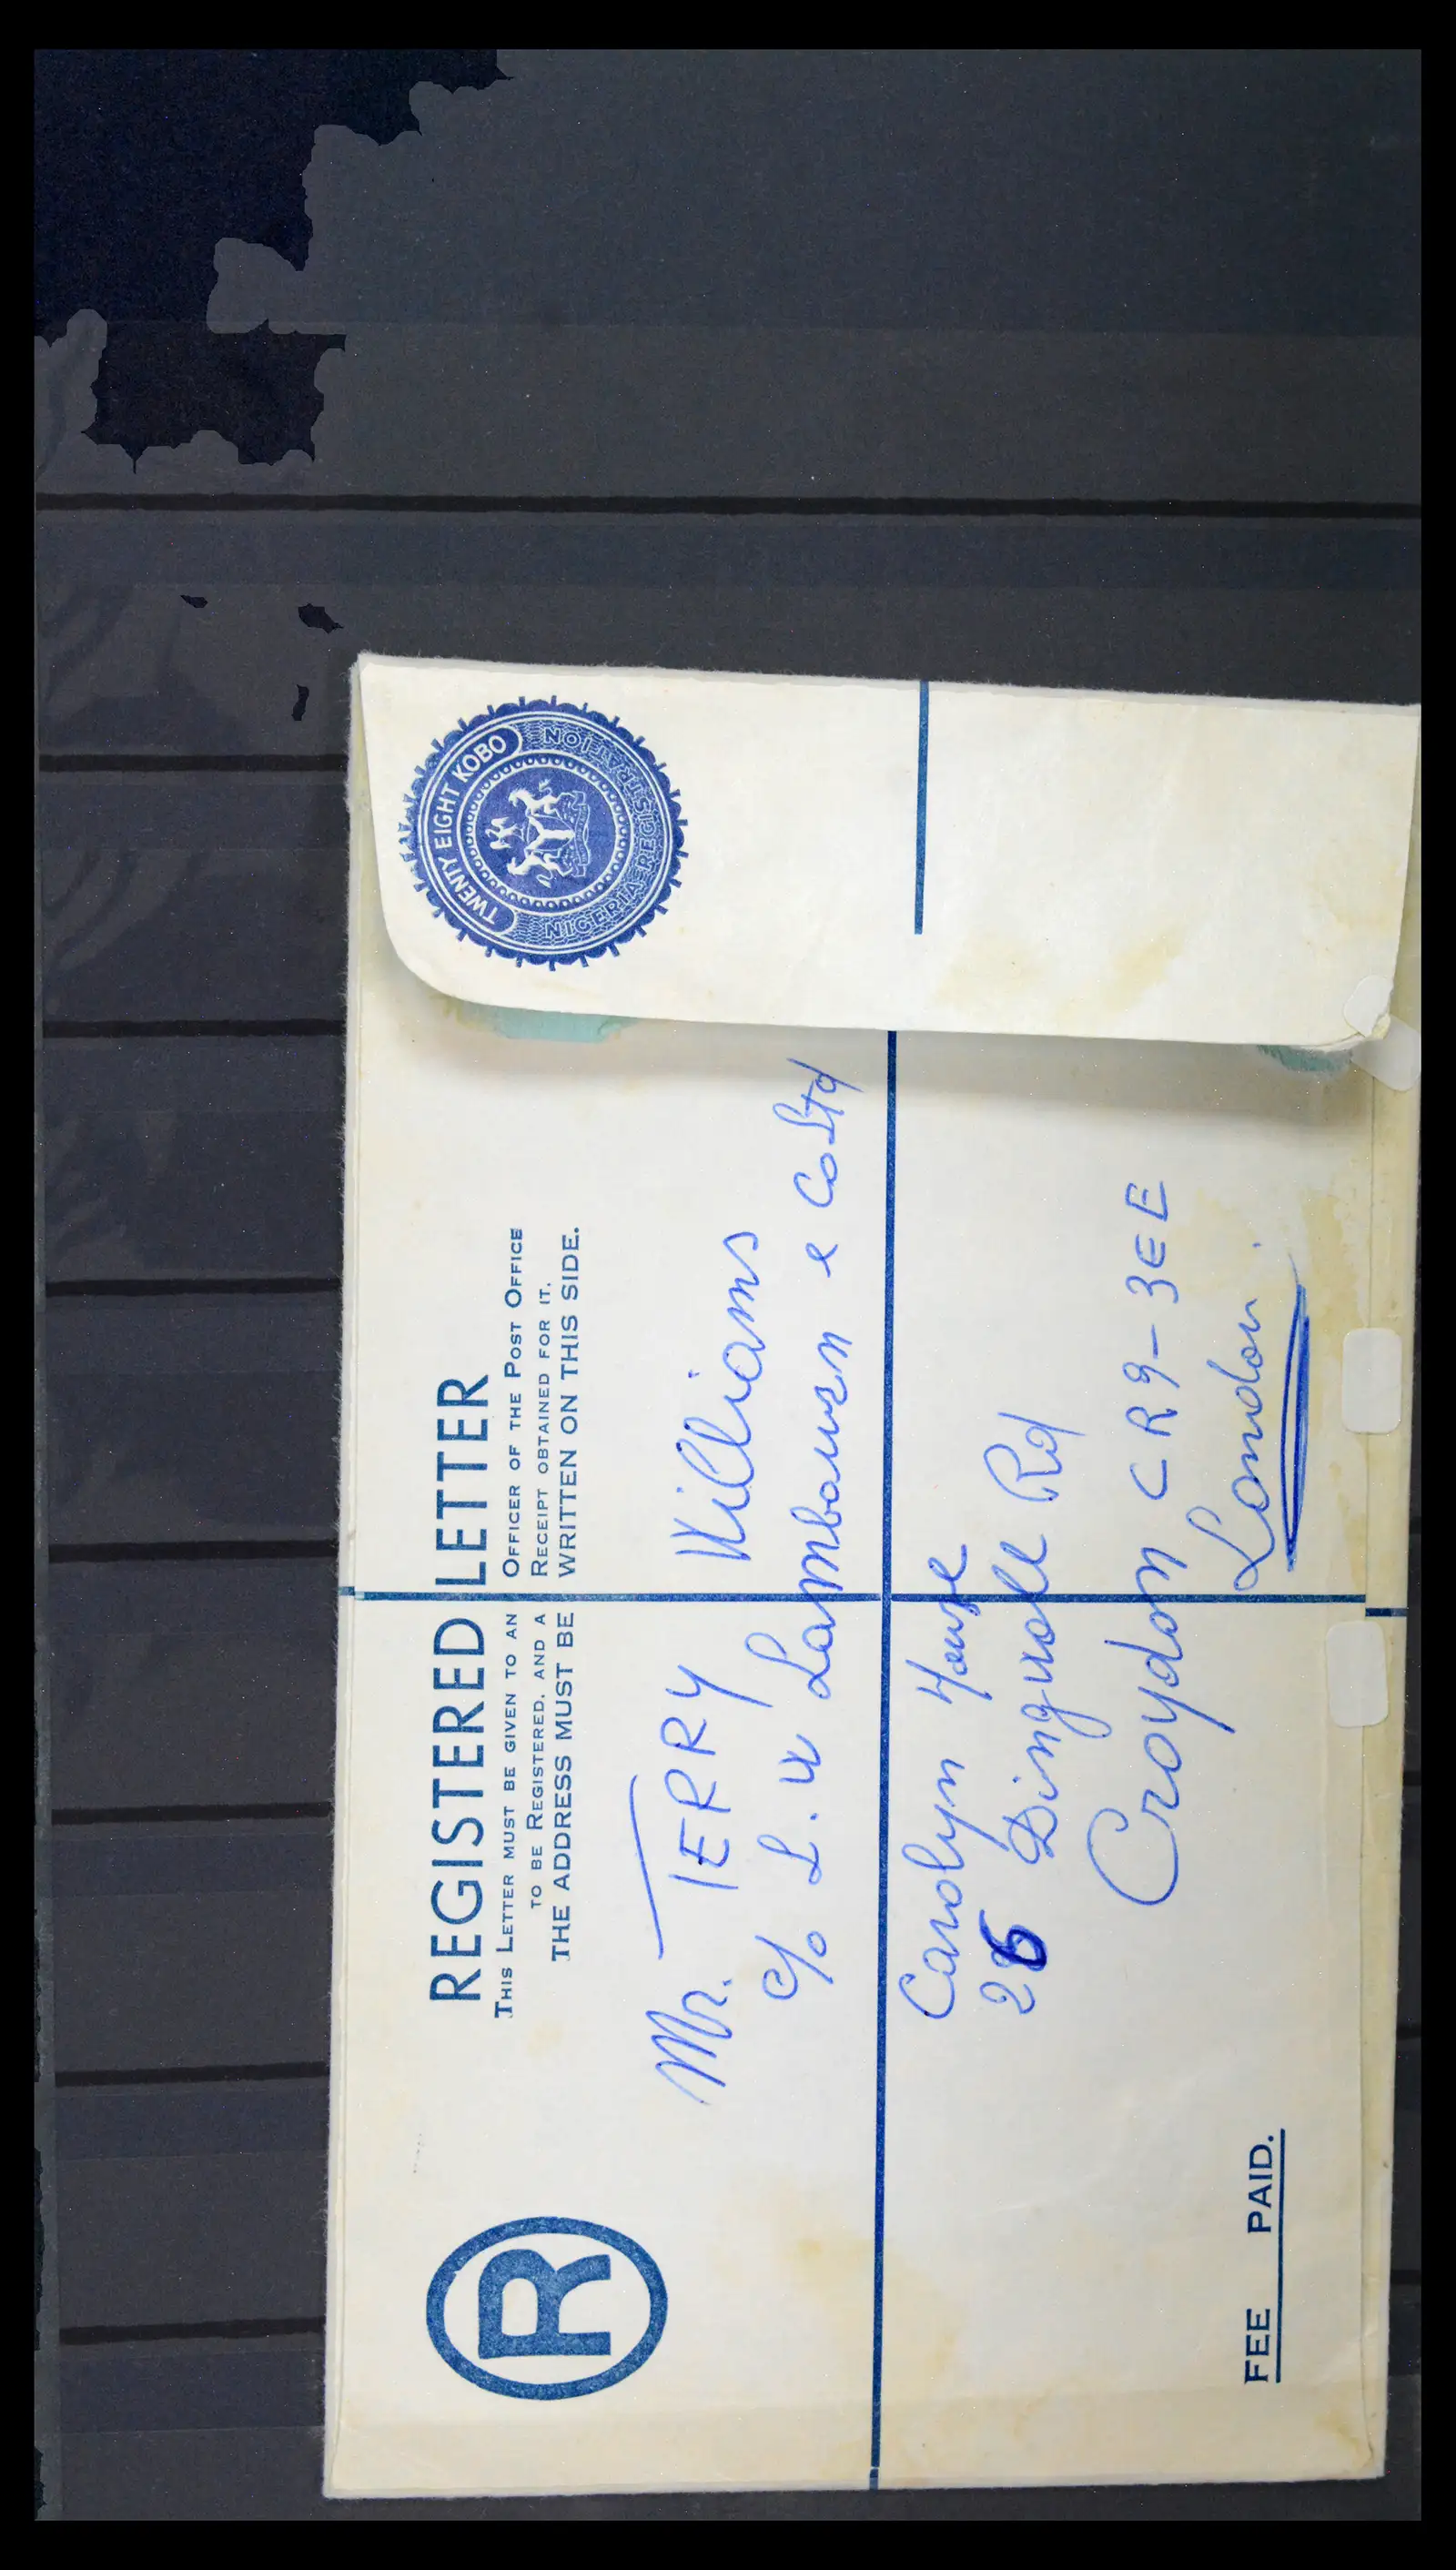 REGISTERED LETTER
THIS LETTER MUST BE GIVEN TO AN OFFICER OF THE POST OFFICE
TO BE REGISTERED, AND A RECEIPT OBTAINED FOR IT.
THE ADDRESS MUST BE WRITTEN ON THIS SIDE.
R
TWENTY EIGHT KOBO
NIGERIA REGISTRATION
Mr. TERRY Williams
c/o L.W Lambourn & Co Ltd
Carolyn House
26 Dingwall Rd
Croydon CR9-3EE
London.
FEE PAID.